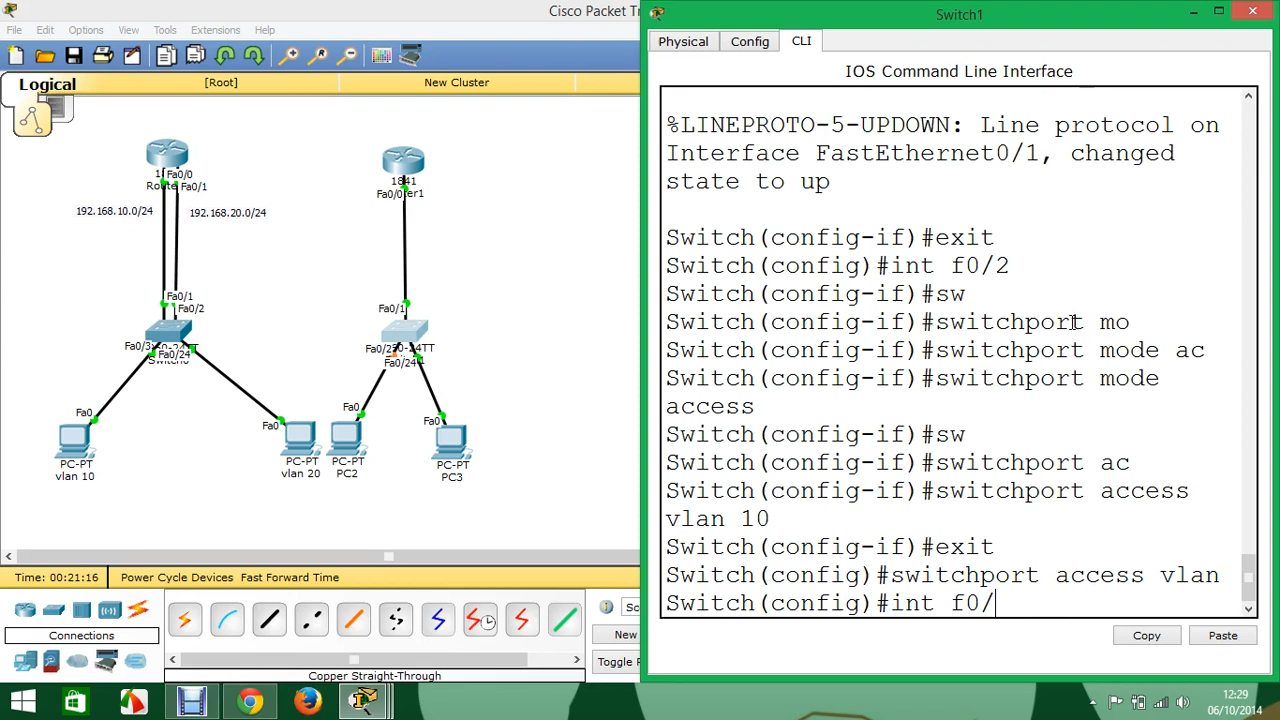 Cisco Packet Tr
File Edit Options View Tools Extensions Help
Logical
[Root]
New Cluster
Fa0/0
Fa0/1
192.168.10.0/24
192.168.20.0/24
Fa0/1
Fa0/2
Fa0/24
Fa0
Fa0
PC-PT
vlan 10
PC-PT
vlan 20
1841
Fa0/0
Fa0/1
Fa0/24
Fa0
Fa0
PC-PT
PC2
PC-PT
PC3
Time: 00:21:16
Power Cycle Devices Fast Forward Time
Connections
Copper Straight-Through
New
Switch1
Physical
Config
CLI
IOS Command Line Interface
%LINEPROTO-5-UPDOWN: Line protocol on
Interface FastEthernet0/1, changed
state to up
Switch(config-if)#exit
Switch(config)#int f0/2
Switch(config-if)#sw
Switch(config-if)#switchport mo
Switch(config-if)#switchport mode ac
Switch(config-if)#switchport mode
access
Switch(config-if)#sw
Switch(config-if)#switchport ac
Switch(config-if)#switchport access
vlan 10
Switch(config-if)#exit
Switch(config)#switchport access vlan
Switch(config)#int f0/
Copy
Paste
12:29
06/10/2014